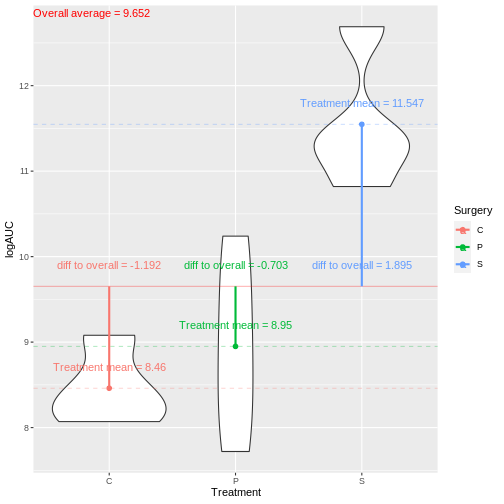 Overall average = 9.652
12
Treatment mean = 11.547
11
logAUC
10
diff to overall = -1.192
diff to overall = -0.703
diff to overall = 1.895
Treatment mean = 8.95
9
Treatment mean = 8.46
8
C
P
S
Treatment
Surgery
C
P
S